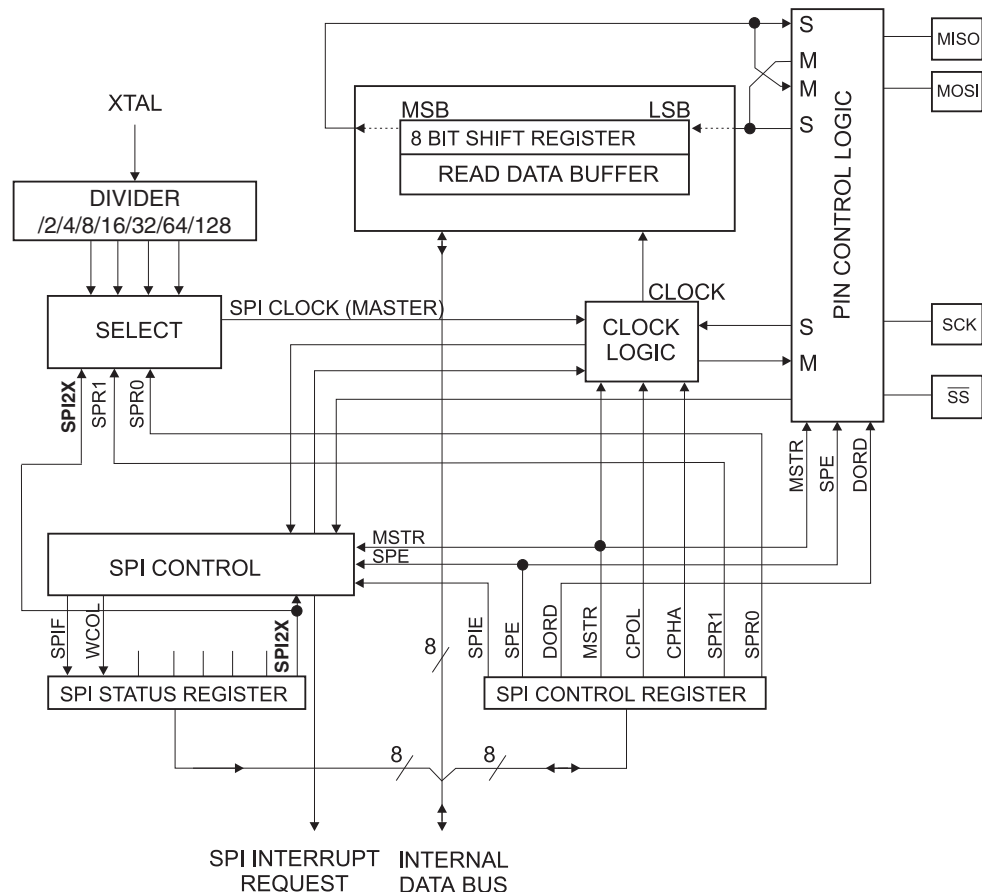 S
MISO
M
XTAL
MSB
LSB
M
MOSI
8 BIT SHIFT REGISTER
S
READ DATA BUFFER
DIVIDER
/2/4/8/16/32/64/128
PIN CONTROL LOGIC
CLOCK
SPI CLOCK (MASTER)
SELECT
CLOCK
LOGIC
S
SCK
M
SPI2X
SPR1
SPR0
SS
MSTR
SPE
DORD
MSTR
SPE
SPI CONTROL
SPIF
WCOL
SPI2X
SPIE
SPE
DORD
MSTR
CPOL
CPHA
SPR1
SPR0
8
SPI STATUS REGISTER
SPI CONTROL REGISTER
8
8
SPI INTERRUPT
REQUEST
INTERNAL
DATA BUS